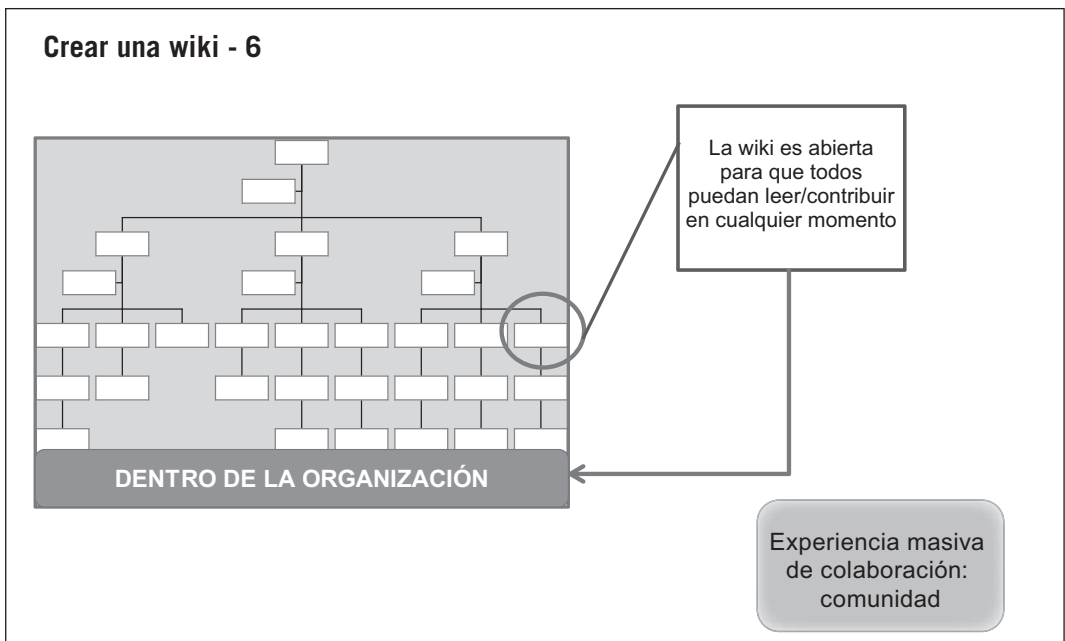 Crear una wiki - 6
La wiki es abierta
para que todos
puedan leer/contribuir
en cualquier momento
DENTRO DE LA ORGANIZACIÓN
Experiencia masiva
de colaboración:
comunidad